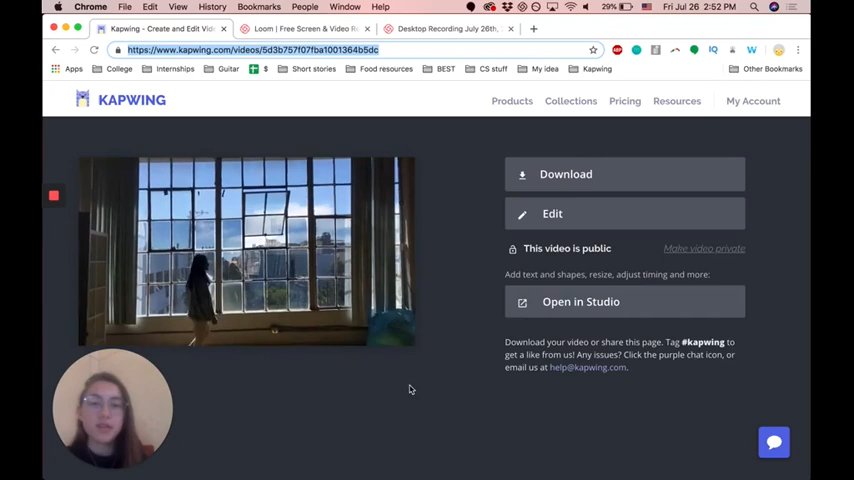 Chrome File Edit View History Bookmarks People Window Help 29% Fri Jul 26 2:52 PM
Kapwing - Create and Edit Vid Loom | Free Screen & Video Re Desktop Recording July 26th,
https://www.kapwing.com/videos/5d3b757f07fba1001364b5dc
Apps College Internships Guitar $ Short stories Food resources BEST CS stuff My idea Kapwing Other Bookmarks
KAPWING Products Collections Pricing Resources My Account
Download
Edit
This video is public Make video private
Add text and shapes, resize, adjust timing and more:
Open in Studio
Download your video or share this page. Tag #kapwing to
get a like from us! Any issues? Click the purple chat icon, or
email us at help@kapwing.com.